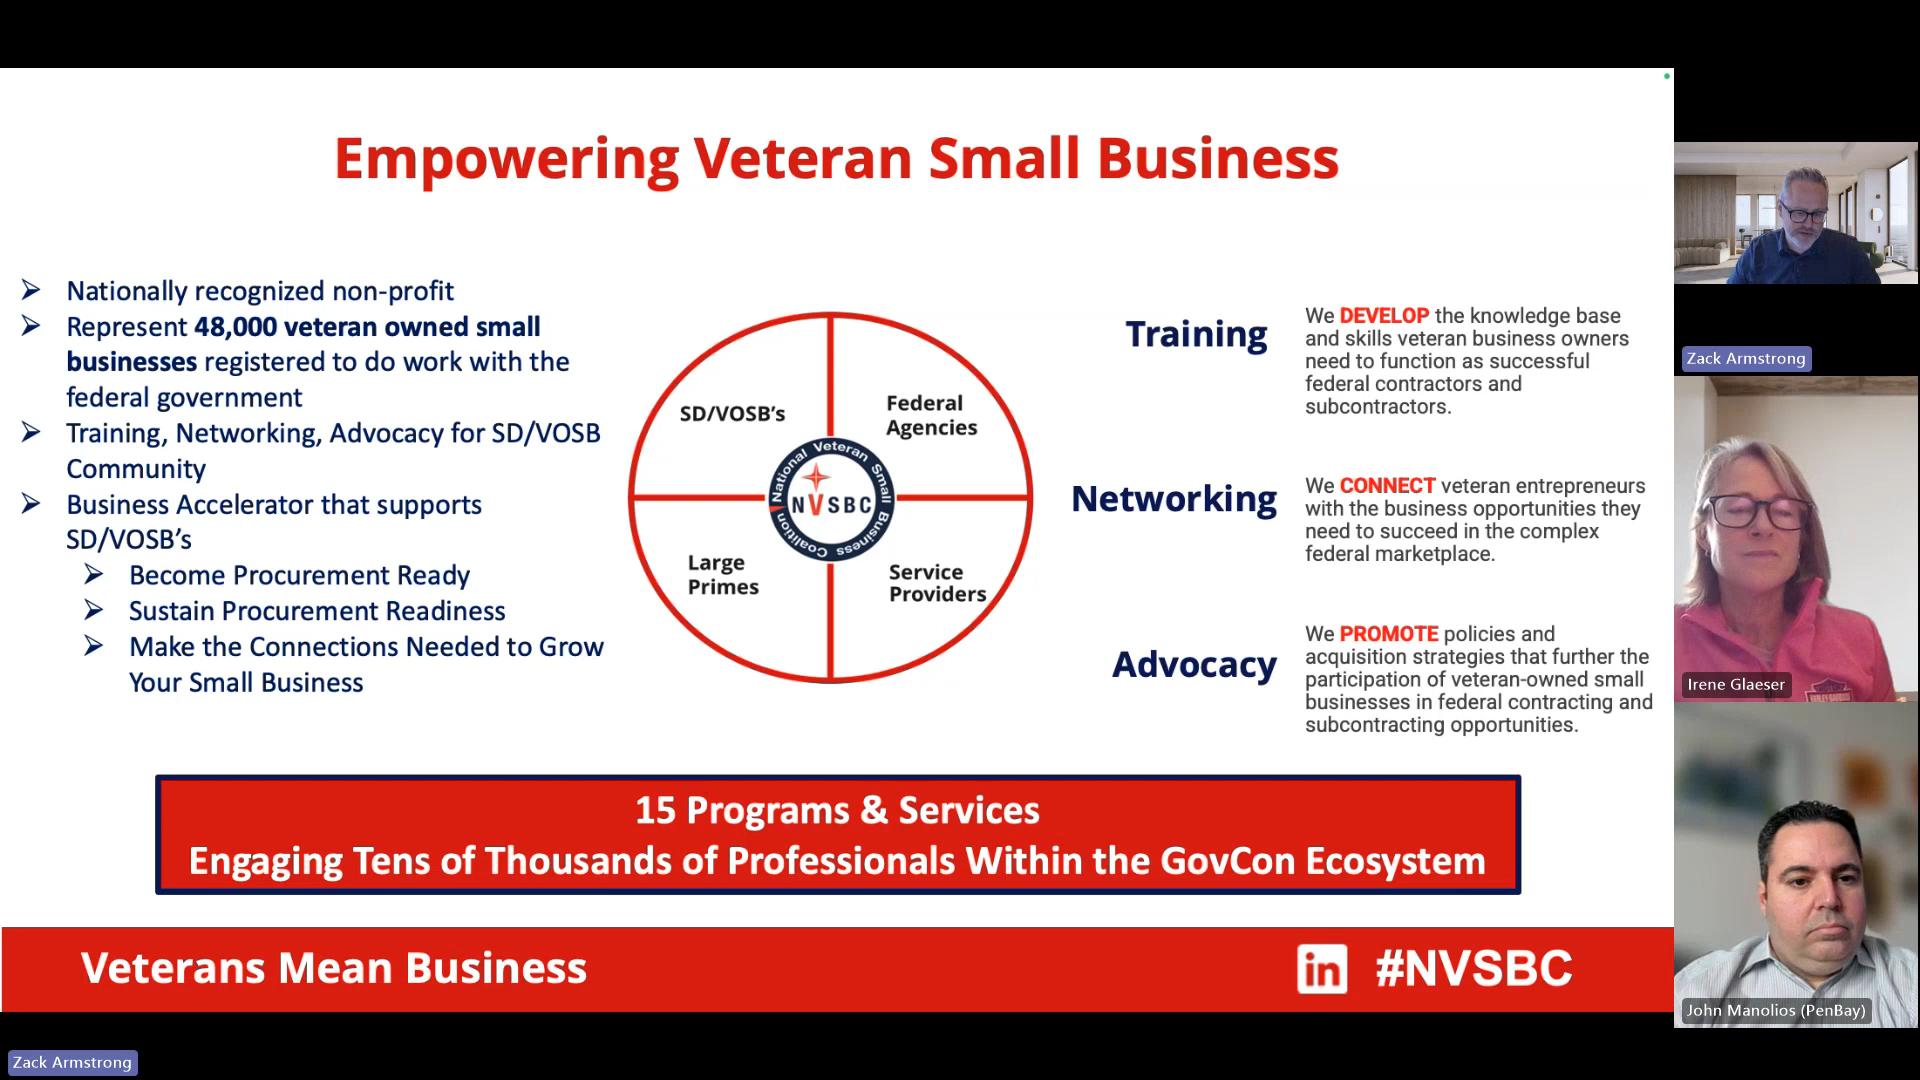 Empowering Veteran Small Business
Nationally recognized non-profit
Represent 48,000 veteran owned small
businesses registered to do work with the
federal government
Training, Networking, Advocacy for SD/VOSB
Community
Business Accelerator that supports
SD/VOSB's
Become Procurement Ready
Sustain Procurement Readiness
Make the Connections Needed to Grow
Your Small Business
SD/VOSB's
Federal
Agencies
National Veteran Small Business Coalition
NVSBC
Large
Primes
Service
Providers
Training
We DEVELOP the knowledge base
and skills veteran business owners
need to function as successful
federal contractors and
subcontractors.
Networking
We CONNECT veteran entrepreneurs
with the business opportunities they
need to succeed in the complex
federal marketplace.
Advocacy
We PROMOTE policies and
acquisition strategies that further the
participation of veteran-owned small
businesses in federal contracting and
subcontracting opportunities.
15 Programs & Services
Engaging Tens of Thousands of Professionals Within the GovCon Ecosystem
Veterans Mean Business
in
#NVSBC
Zack Armstrong
Irene Glaeser
John Manolios (PenBay)
Zack Armstrong